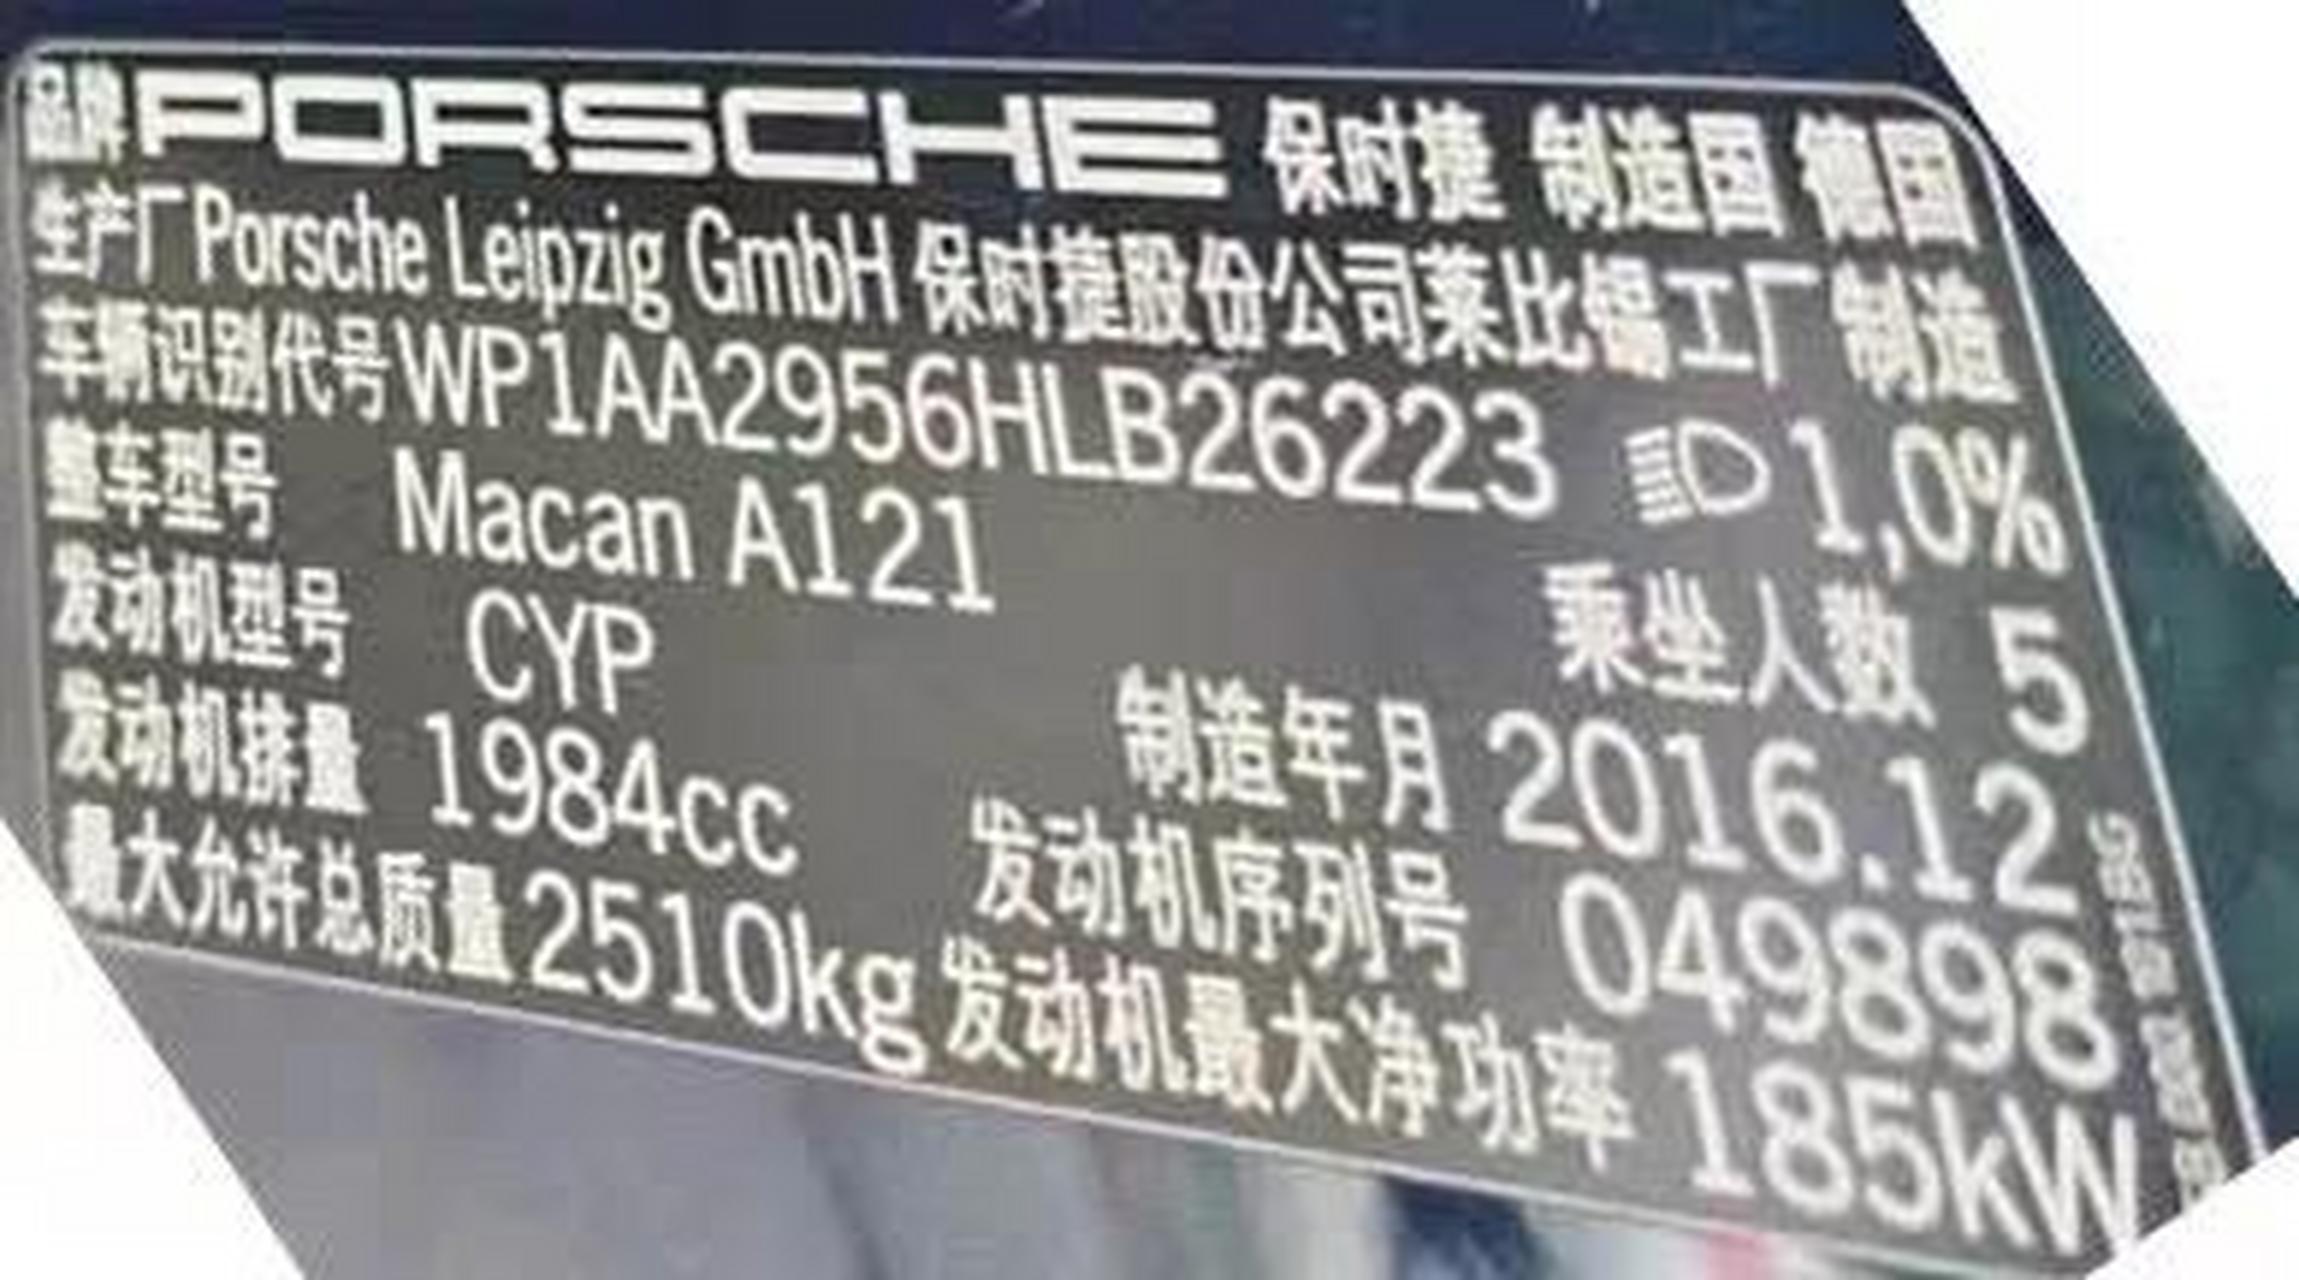 品牌 PORSCHE 保时捷 制造国 德国
生产厂 Porsche Leipzig GmbH 保时捷股份公司莱比锡工厂 制造
车辆识别代号 WP1AA2956HLB26223 1,0%
整车型号 Macan A121
乘坐人数 5
发动机型号 CYP
制造年月 2016.12
发动机排量 1984cc
发动机序列号 049898
最大允许总质量 2510kg 发动机最大净功率 185kW